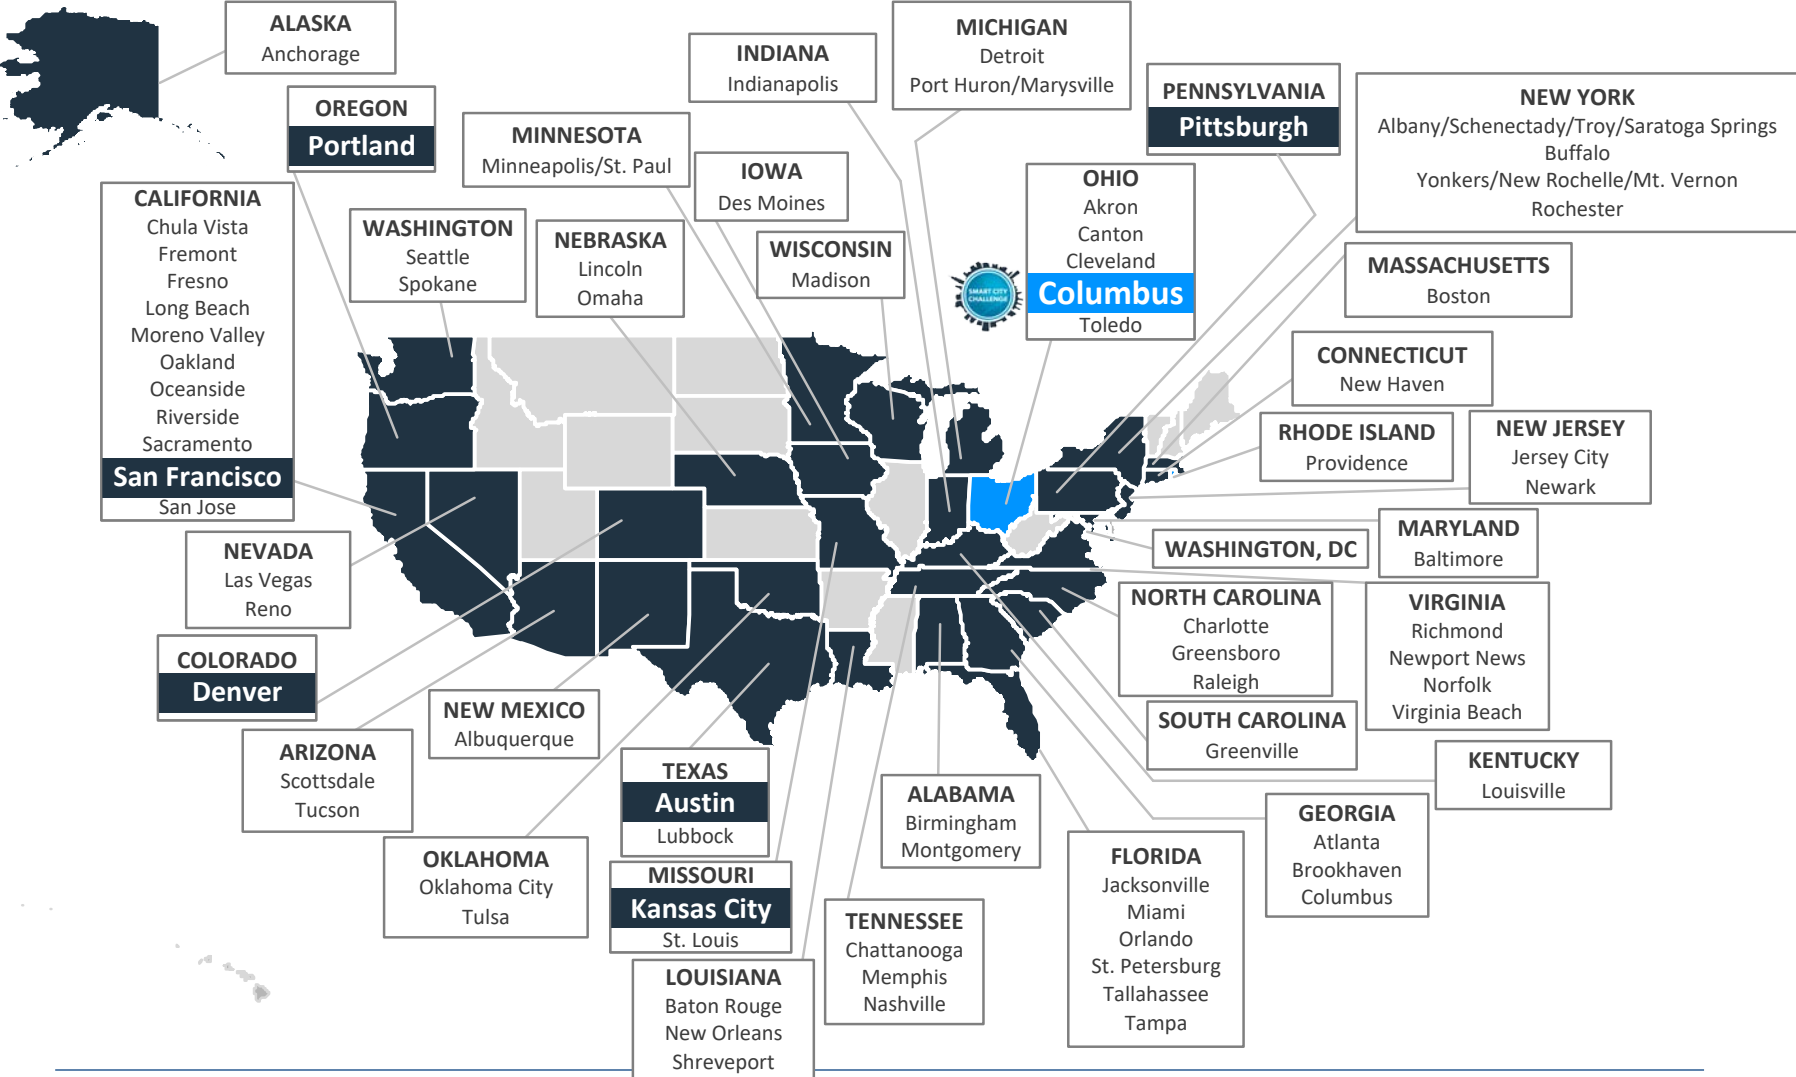 ALASKA
Anchorage
OREGON
Portland
CALIFORNIA
Chula Vista
Fremont
Fresno
Long Beach
Moreno Valley
Oakland
Oceanside
Riverside
Sacramento
San Francisco
San Jose
WASHINGTON
Seattle
Spokane
MINNESOTA
Minneapolis/St. Paul
NEBRASKA
Lincoln
Omaha
INDIANA
Indianapolis
IOWA
Des Moines
WISCONSIN
Madison
MICHIGAN
Detroit
Port Huron/Marysville
OHIO
Akron
Canton
Cleveland
Columbus
Toledo
SMART CITY
CHALLENGE
PENNSYLVANIA
Pittsburgh
NEW YORK
Albany/Schenectady/Troy/Saratoga Springs
Buffalo
Yonkers/New Rochelle/Mt. Vernon
Rochester
MASSACHUSETTS
Boston
CONNECTICUT
New Haven
RHODE ISLAND
Providence
NEW JERSEY
Jersey City
Newark
MARYLAND
Baltimore
WASHINGTON, DC
NORTH CAROLINA
Charlotte
Greensboro
Raleigh
VIRGINIA
Richmond
Newport News
Norfolk
Virginia Beach
SOUTH CAROLINA
Greenville
KENTUCKY
Louisville
GEORGIA
Atlanta
Brookhaven
Columbus
FLORIDA
Jacksonville
Miami
Orlando
St. Petersburg
Tallahassee
Tampa
ALABAMA
Birmingham
Montgomery
TENNESSEE
Chattanooga
Memphis
Nashville
NEVADA
Las Vegas
Reno
COLORADO
Denver
ARIZONA
Scottsdale
Tucson
NEW MEXICO
Albuquerque
OKLAHOMA
Oklahoma City
Tulsa
TEXAS
Austin
Lubbock
MISSOURI
Kansas City
St. Louis
LOUISIANA
Baton Rouge
New Orleans
Shreveport